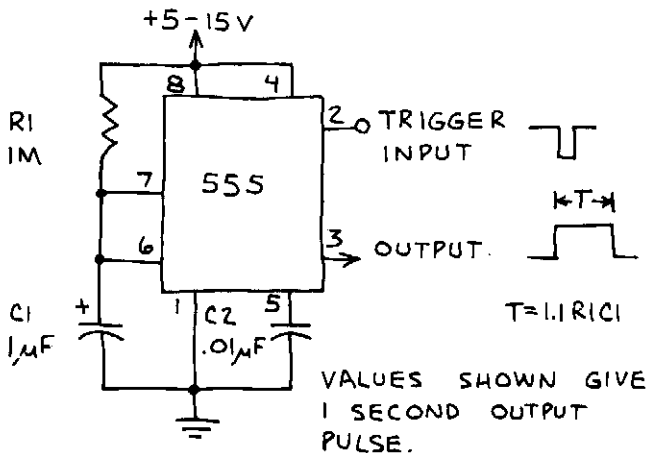 +5-15V
8
4
R1
1M
2
TRIGGER
INPUT
7
555
T
6
3
OUTPUT.
C1
1μF
+
1
C2
.01μF
5
T=1.1R1C1
VALUES SHOWN GIVE
1 SECOND OUTPUT
PULSE.